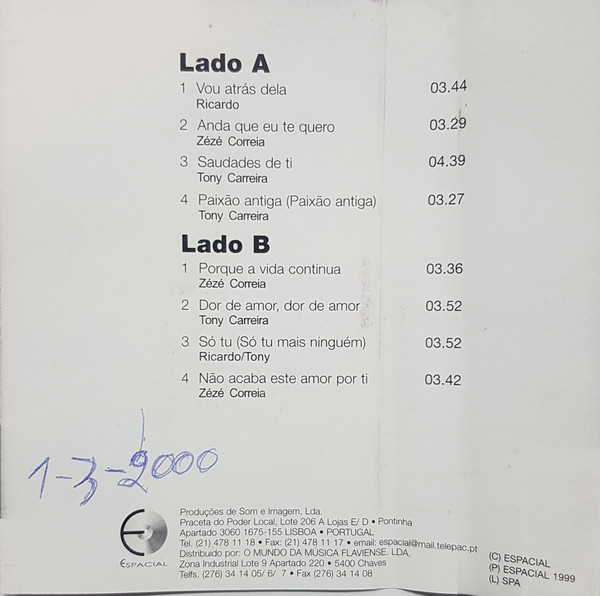 Lado A
1 Vou atrás dela 03.44
Ricardo
2 Anda que eu te quero 03.29
Zézé Correia
3 Saudades de ti 04.39
Tony Carreira
4 Paixão antiga (Paixão antiga) 03.27
Tony Carreira
Lado B
1 Porque a vida continua 03.36
Zézé Correia
2 Dor de amor, dor de amor 03.52
Tony Carreira
3 Só tu (Só tu mais ninguém) 03.52
Ricardo/Tony
4 Não acaba este amor por ti 03.42
Zézé Correia
1-3-2000
ESPACIAL
Produções de Som e Imagem, Lda.
Praceta do Poder Local, Lote 206 A Lojas E/ D • Pontinha
Apartado 3060 1675-155 LISBOA • PORTUGAL
Tel. (21) 478 11 18 • Fax: (21) 478 11 17 • email: espacial@mail.telepac.pt
Distribuido por: O MUNDO DA MÚSICA FLAVIENSE. LDA.
Zona Industrial Lote 9 Apartado 220 • 5400 Chaves
Telfs. (276) 34 14 05/ 6/ 7 • Fax (276) 34 14 08
(C) ESPACIAL
(P) ESPACIAL 1999
(L) SPA